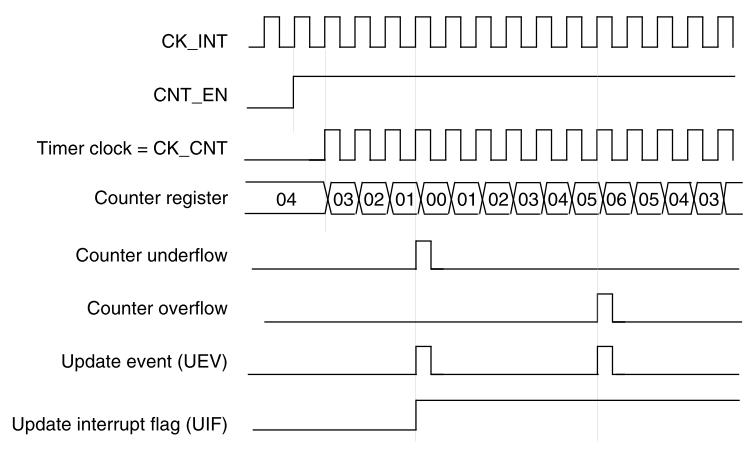 CK_INT
CNT_EN
Timer clock = CK_CNT
Counter register 04 03 02 01 00 01 02 03 04 05 06 05 04 03
Counter underflow
Counter overflow
Update event (UEV)
Update interrupt flag (UIF)